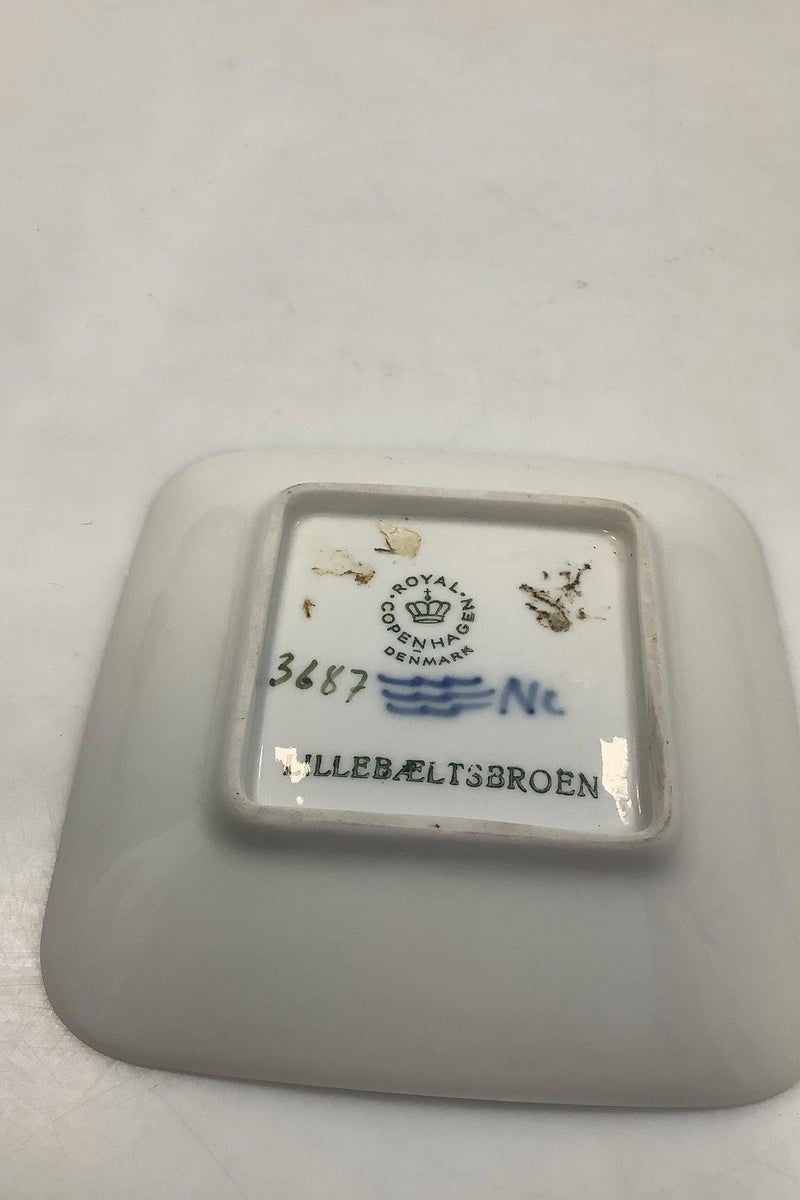 ROYAL COPENHAGEN
DENMARK
3687 Nc
LILLEBÆLTSBROEN